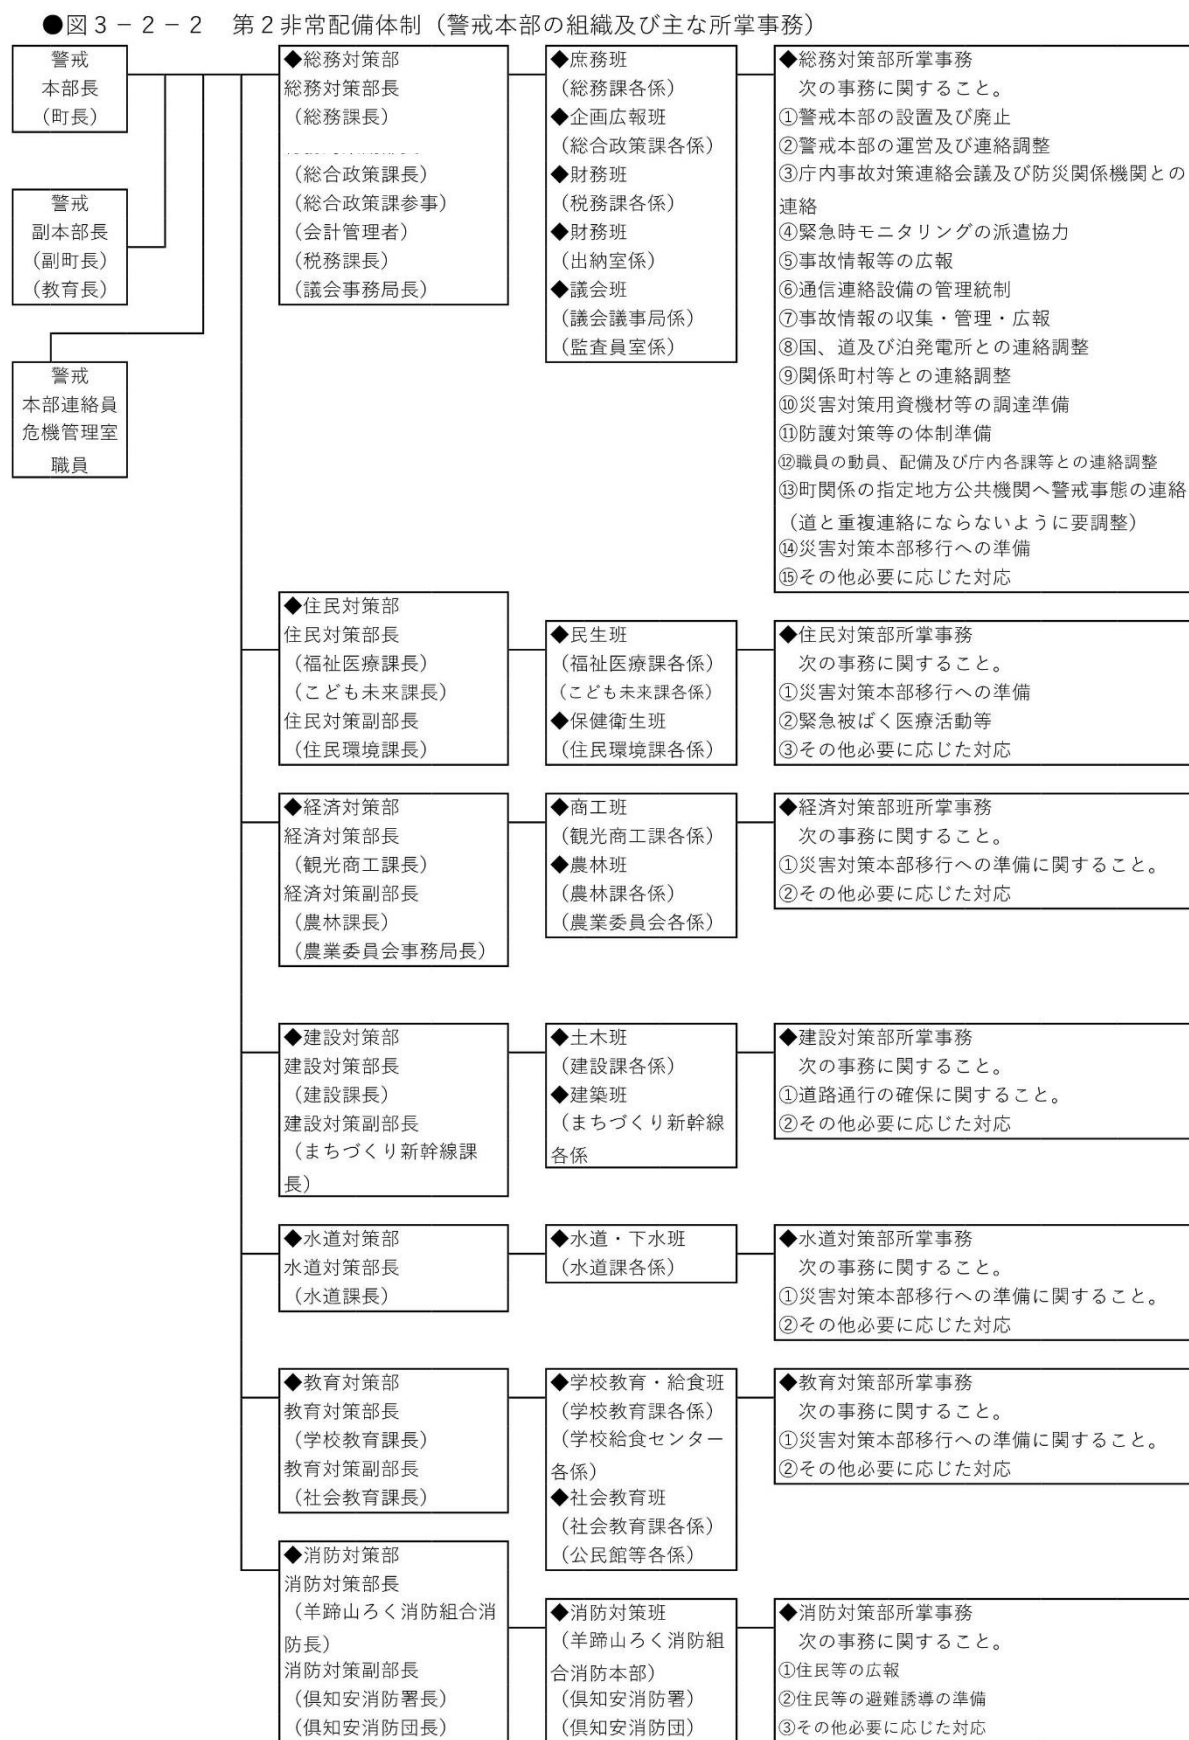 ●図３－２－２　第２非常配備体制（警戒本部の組織及び主な所掌事務）
警戒
本部長
（町長）
警戒
副本部長
（副町長）
（教育長）
警戒
本部連絡員
危機管理室
職員
◆総務対策部
総務対策部長
（総務課長）
（総合政策課長）
（総合政策課参事）
（会計管理者）
（税務課長）
（議会事務局長）
◆庶務班
（総務課各係）
◆企画広報班
（総合政策課各係）
◆財務班
（税務課各係）
◆財務班
（出納室係）
◆議会班
（議会議事局係）
（監査員室係）
◆総務対策部所掌事務
次の事務に関すること。
①警戒本部の設置及び廃止
②警戒本部の運営及び連絡調整
③庁内事故対策連絡会議及び防災関係機関との
連絡
④緊急時モニタリングの派遣協力
⑤事故情報等の広報
⑥通信連絡設備の管理統制
⑦事故情報の収集・管理・広報
⑧国、道及び泊発電所との連絡調整
⑨関係町村等との連絡調整
⑩災害対策用資機材等の調達準備
⑪防護対策等の体制準備
⑫職員の動員、配備及び庁内各課等との連絡調整
⑬町関係の指定地方公共機関へ警戒事態の連絡
（道と重複連絡にならないように要調整）
⑭災害対策本部移行への準備
⑮その他必要に応じた対応
◆住民対策部
住民対策部長
（福祉医療課長）
（こども未来課長）
住民対策副部長
（住民環境課長）
◆民生班
（福祉医療課各係）
（こども未来課各係）
◆保健衛生班
（住民環境課各係）
◆住民対策部所掌事務
次の事務に関すること。
①災害対策本部移行への準備
②緊急被ばく医療活動等
③その他必要に応じた対応
◆経済対策部
経済対策部長
（観光商工課長）
経済対策副部長
（農林課長）
（農業委員会事務局長）
◆商工班
（観光商工課各係）
◆農林班
（農林課各係）
（農業委員会各係）
◆経済対策部班所掌事務
次の事務に関すること。
①災害対策本部移行への準備に関すること。
②その他必要に応じた対応
◆建設対策部
建設対策部長
（建設課長）
建設対策副部長
（まちづくり新幹線課
長）
◆土木班
（建設課各係）
◆建築班
（まちづくり新幹線
各係
◆建設対策部所掌事務
次の事務に関すること。
①道路通行の確保に関すること。
②その他必要に応じた対応
◆水道対策部
水道対策部長
（水道課長）
◆水道・下水班
（水道課各係）
◆水道対策部所掌事務
次の事務に関すること。
①災害対策本部移行への準備に関すること。
②その他必要に応じた対応
◆教育対策部
教育対策部長
（学校教育課長）
教育対策副部長
（社会教育課長）
◆学校教育・給食班
（学校教育課各係）
（学校給食センター
各係）
◆社会教育班
（社会教育課各係）
（公民館等各係）
◆教育対策部所掌事務
次の事務に関すること。
①災害対策本部移行への準備に関すること。
②その他必要に応じた対応
◆消防対策部
消防対策部長
（羊蹄山ろく消防組合消
防長）
消防対策副部長
（倶知安消防署長）
（倶知安消防団長）
◆消防対策班
（羊蹄山ろく消防組
合消防本部）
（倶知安消防署）
（倶知安消防団）
◆消防対策部所掌事務
次の事務に関すること。
①住民等の広報
②住民等の避難誘導の準備
③その他必要に応じた対応